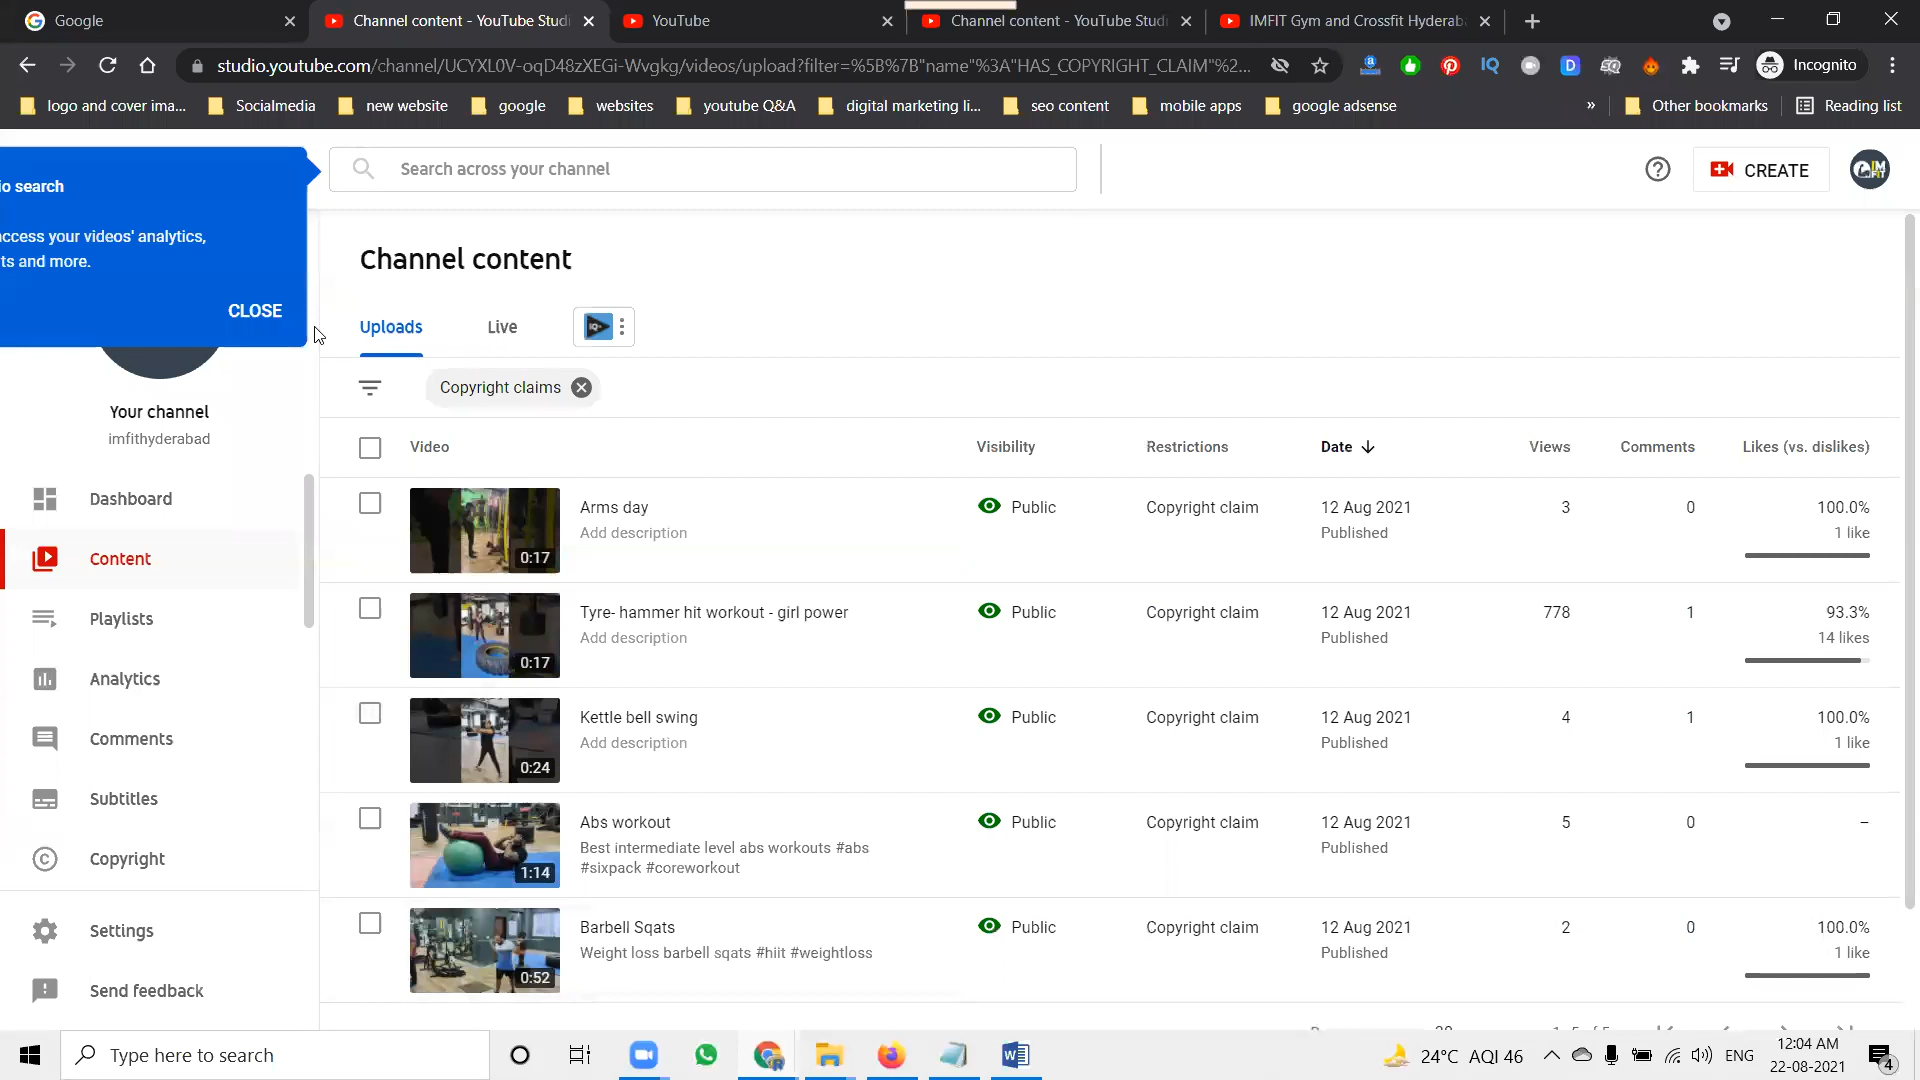 Google
Channel content - YouTube Studi
YouTube
Channel content - YouTube Studi
IMFIT Gym and Crossfit Hyderab
studio.youtube.com/channel/UCYXL0V-oqD48zXEGi-Wvgkg/videos/upload?filter=%5B%7B"name"%3A"HAS_COPYRIGHT_CLAIM"%2...
Incognito
logo and cover ima...
Socialmedia
new website
google
websites
youtube Q&A
digital marketing li...
seo content
mobile apps
google adsense
»
Other bookmarks
Reading list
io search
access your videos' analytics,
ts and more.
CLOSE
Search across your channel
CREATE
Channel content
Uploads
Live
Copyright claims
Your channel
imfithyderabad
Dashboard
Content
Playlists
Analytics
Comments
Subtitles
Copyright
Settings
Send feedback
Video Visibility Restrictions Date Views Comments Likes (vs. dislikes)
Arms day Public Copyright claim 12 Aug 2021 3 0 100.0%
Add description Published 1 like
0:17
Tyre- hammer hit workout - girl power Public Copyright claim 12 Aug 2021 778 1 93.3%
Add description Published 14 likes
0:17
Kettle bell swing Public Copyright claim 12 Aug 2021 4 1 100.0%
Add description Published 1 like
0:24
Abs workout Public Copyright claim 12 Aug 2021 5 0 –
Best intermediate level abs workouts #abs Published
#sixpack #coreworkout
1:14
Barbell Sqats Public Copyright claim 12 Aug 2021 2 0 100.0%
Weight loss barbell sqats #hiit #weightloss Published 1 like
0:52
Type here to search
24°C AQI 46
ENG
12:04 AM
22-08-2021
4